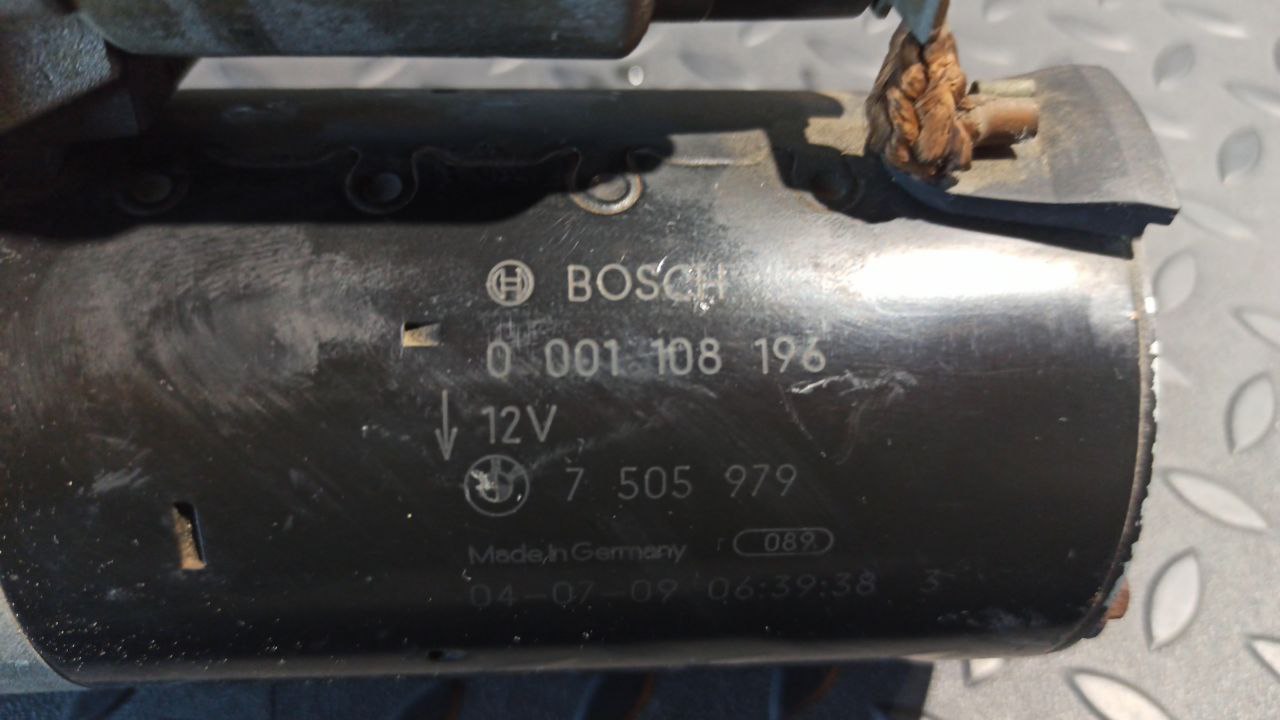 BOSCH
0 001 108 196
12V
7 505 979
Made in Germany 089
04-07-09 06:39:38 3